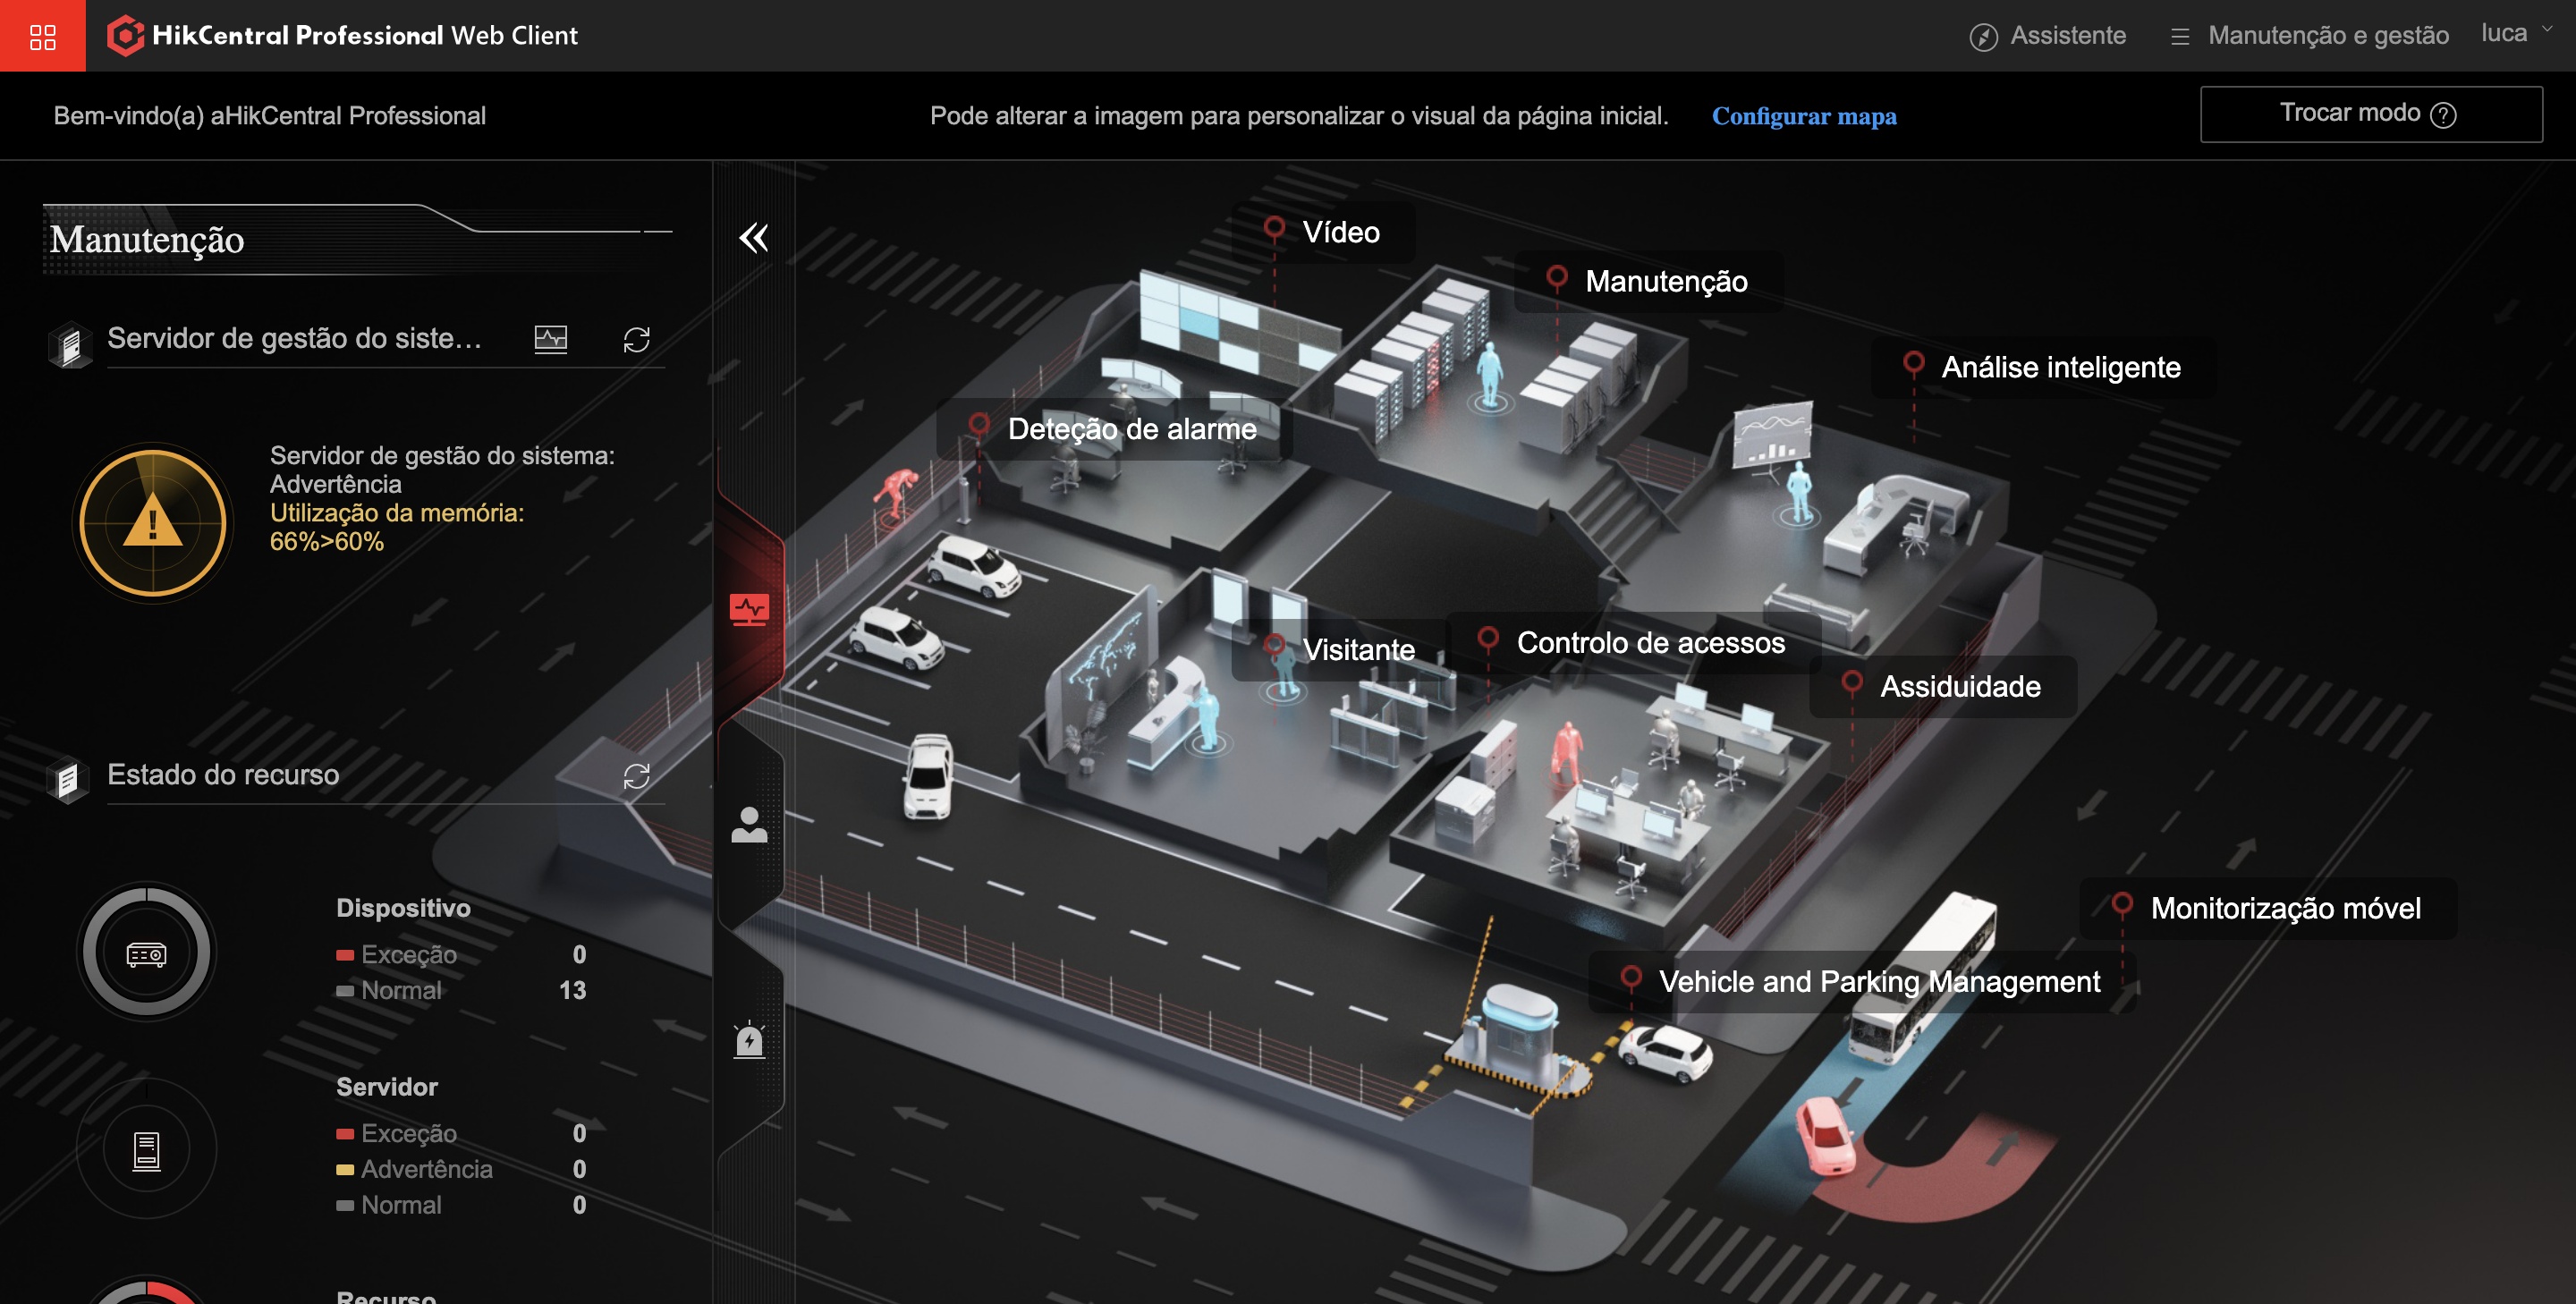 HikCentral Professional Web Client
Assistente
Manutenção e gestão
luca
Bem-vindo(a) aHikCentral Professional
Pode alterar a imagem para personalizar o visual da página inicial.
Configurar mapa
Trocar modo ?
Manutenção
Servidor de gestão do siste...
Servidor de gestão do sistema:
Advertência
Utilização da memória:
66%>60%
Estado do recurso
Dispositivo
Exceção 0
Normal 13
Servidor
Exceção 0
Advertência 0
Normal 0
Recurso
Vídeo
Manutenção
Análise inteligente
Deteção de alarme
Visitante
Controlo de acessos
Assiduidade
Monitorização móvel
Vehicle and Parking Management